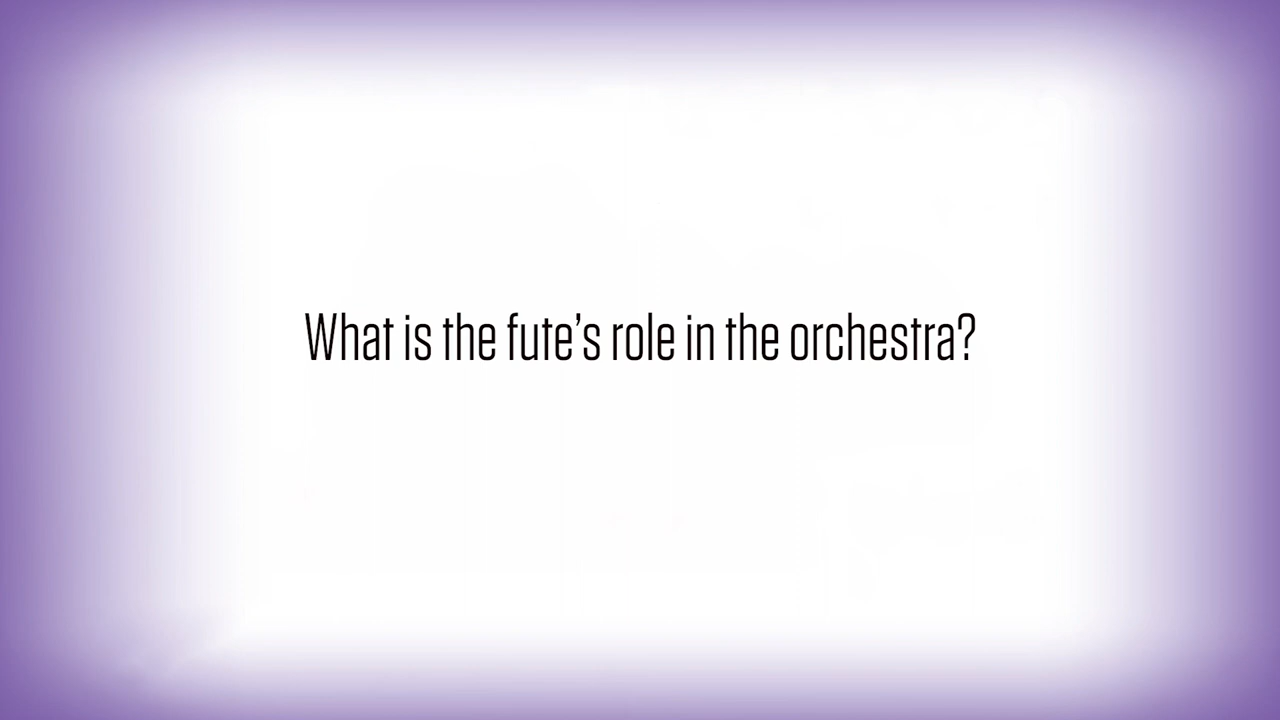 What is the fute’s role in the orchestra?